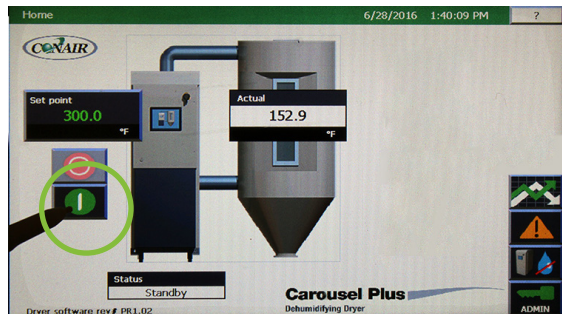 Home 6/28/2016 1:40:09 PM ?
CONAIR
Set point
300.0
°F
Actual
152.9
°F
Status
Standby
Carousel Plus
Dehumidifying Dryer
Dryer software rev# PR1.02
ADMIN